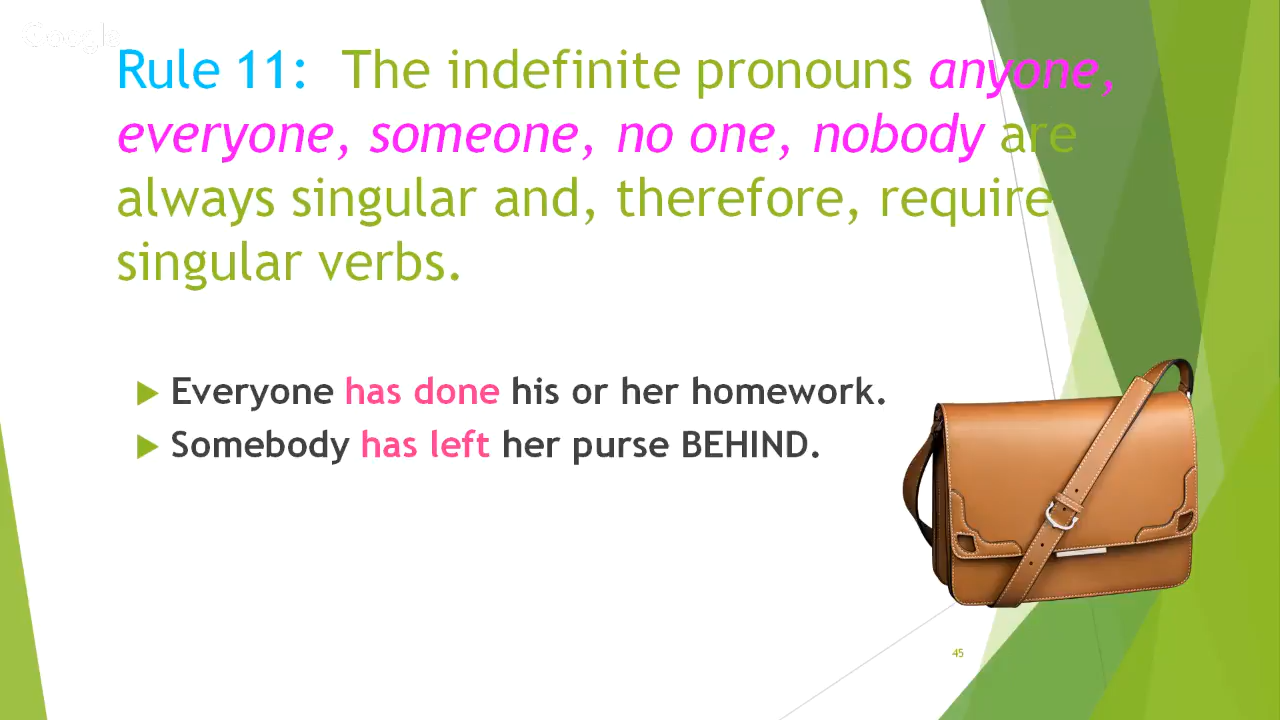 Google
Rule 11: The indefinite pronouns anyone,
everyone, someone, no one, nobody are
always singular and, therefore, require
singular verbs.
Everyone has done his or her homework.
Somebody has left her purse BEHIND.
45